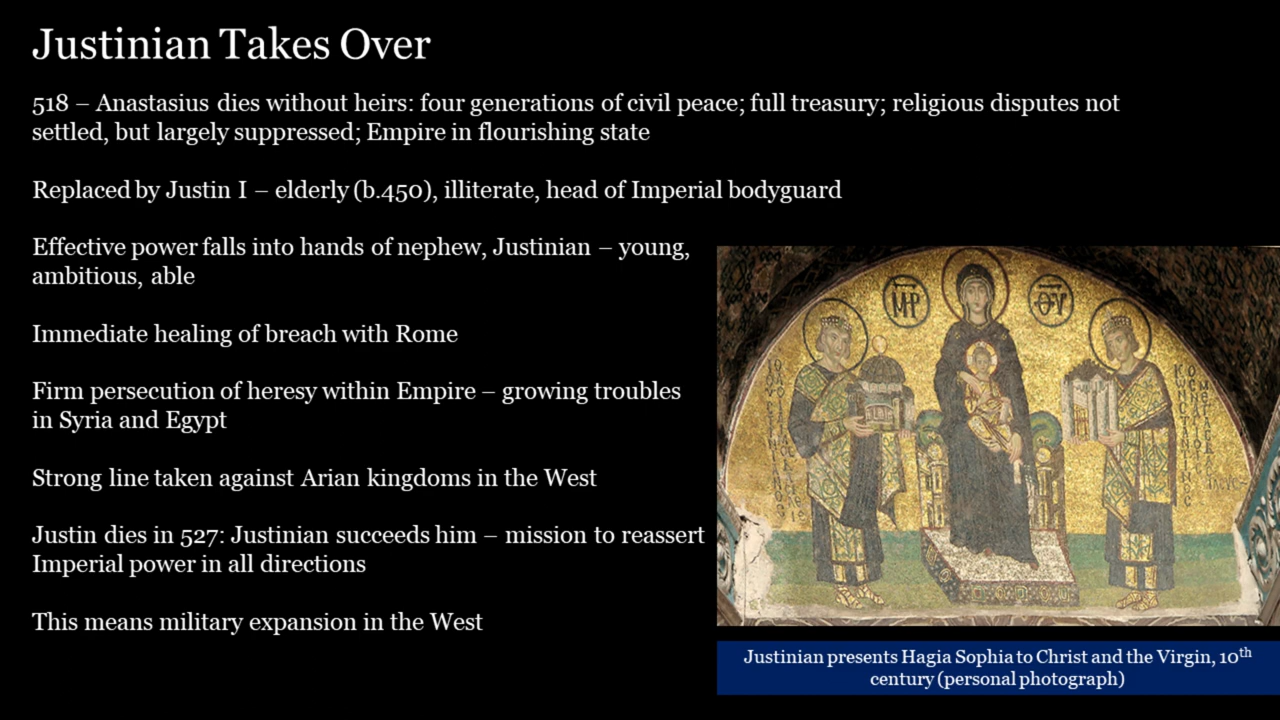 Justinian Takes Over
518 – Anastasius dies without heirs: four generations of civil peace; full treasury; religious disputes not
settled, but largely suppressed; Empire in flourishing state
Replaced by Justin I – elderly (b.450), illiterate, head of Imperial bodyguard
Effective power falls into hands of nephew, Justinian – young,
ambitious, able
Immediate healing of breach with Rome
Firm persecution of heresy within Empire – growing troubles
in Syria and Egypt
Strong line taken against Arian kingdoms in the West
Justin dies in 527: Justinian succeeds him – mission to reassert
Imperial power in all directions
This means military expansion in the West
ΜΡ ΘΥ
Justinian presents Hagia Sophia to Christ and the Virgin, 10th
century (personal photograph)